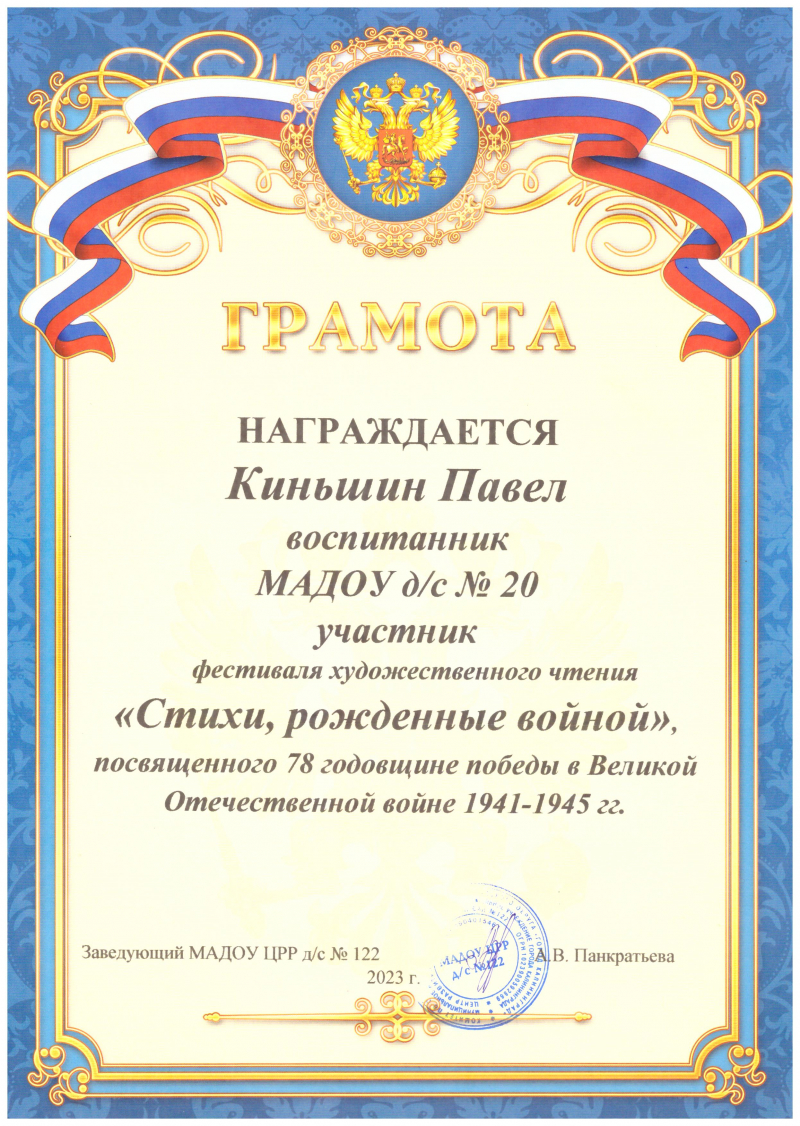 ГРАМОТА
НАГРАЖДАЕТСЯ
Киньшин Павел
воспитанник
МАДОУ д/с № 20
участник
фестиваля художественного чтения
«Стихи, рожденные войной»,
посвященного 78 годовщине победы в Великой
Отечественной войне 1941-1945 гг.
Заведующий МАДОУ ЦРР д/с № 122
А.В. Панкратьева
2023 г.
МАДОУ ЦРР
д/с №122